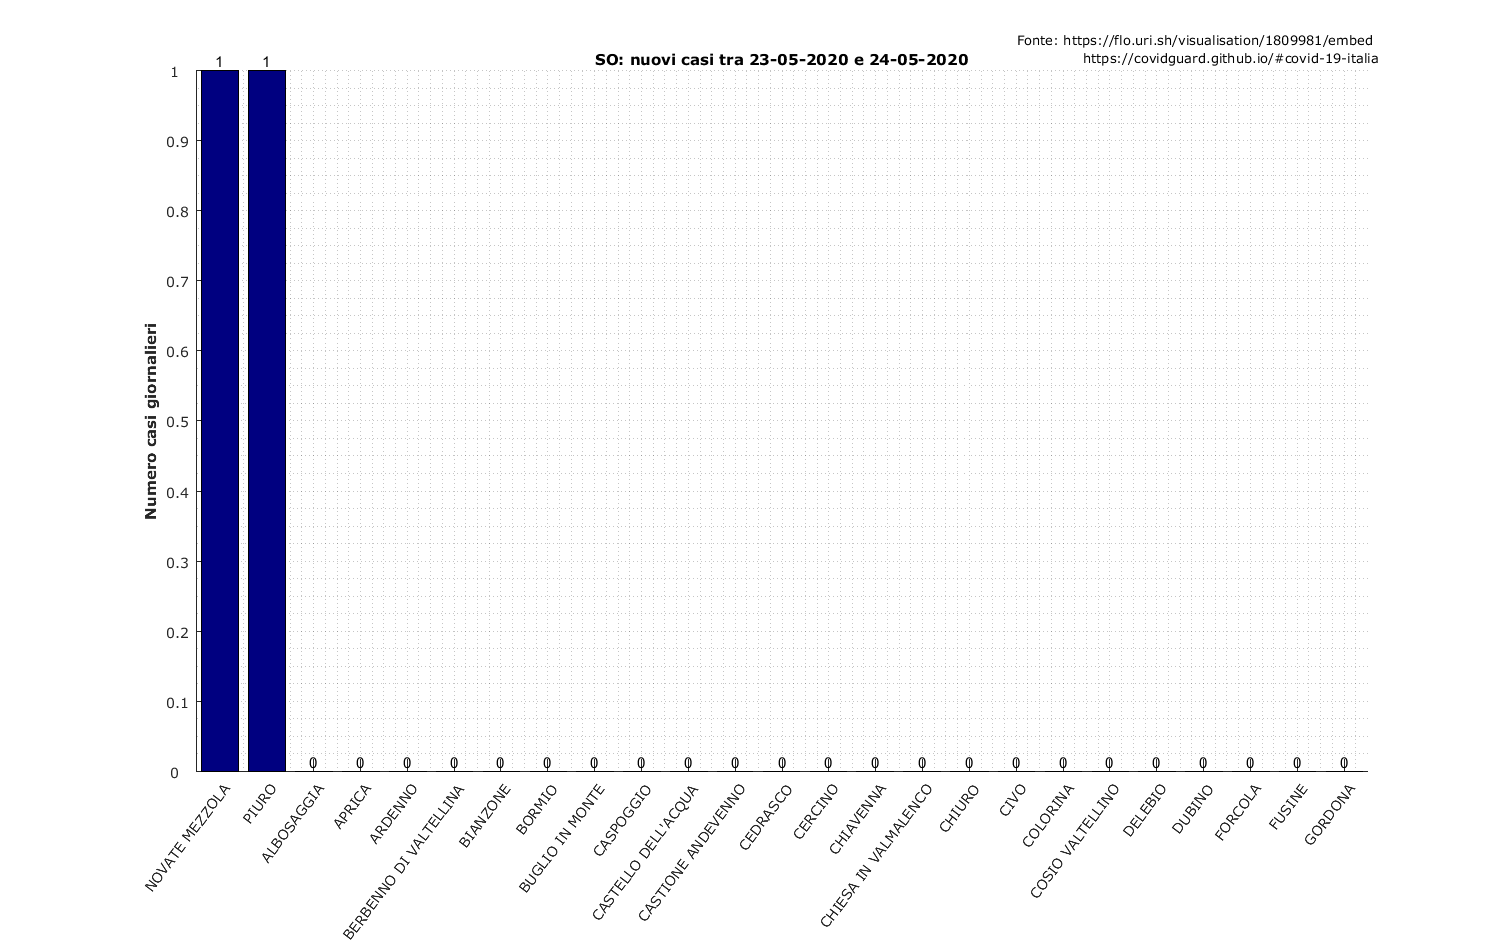 Fonte: https://flo.uri.sh/visualisation/1809981/embed
https://covidguard.github.io/#covid-19-italia
SO: nuovi casi tra 23-05-2020 e 24-05-2020
Numero casi giornalieri
1
0.9
0.8
0.7
0.6
0.5
0.4
0.3
0.2
0.1
0
1 1 0 0 0 0 0 0 0 0 0 0 0 0 0 0 0 0 0 0 0 0 0 0 0
NOVATE MEZZOLA
PIURO
ALBOSAGGIA
APRICA
ARDENNO
BERBENNO DI VALTELLINA
BIANZONE
BORMIO
BUGLIO IN MONTE
CASPOGGIO
CASTELLO DELL'ACQUA
CASTIONE ANDEVENNO
CEDRASCO
CERCINO
CHIAVENNA
CHIESA IN VALMALENCO
CHIURO
CIVO
COLORINA
COSIO VALTELLINO
DELEBIO
DUBINO
FORCOLA
FUSINE
GORDONA